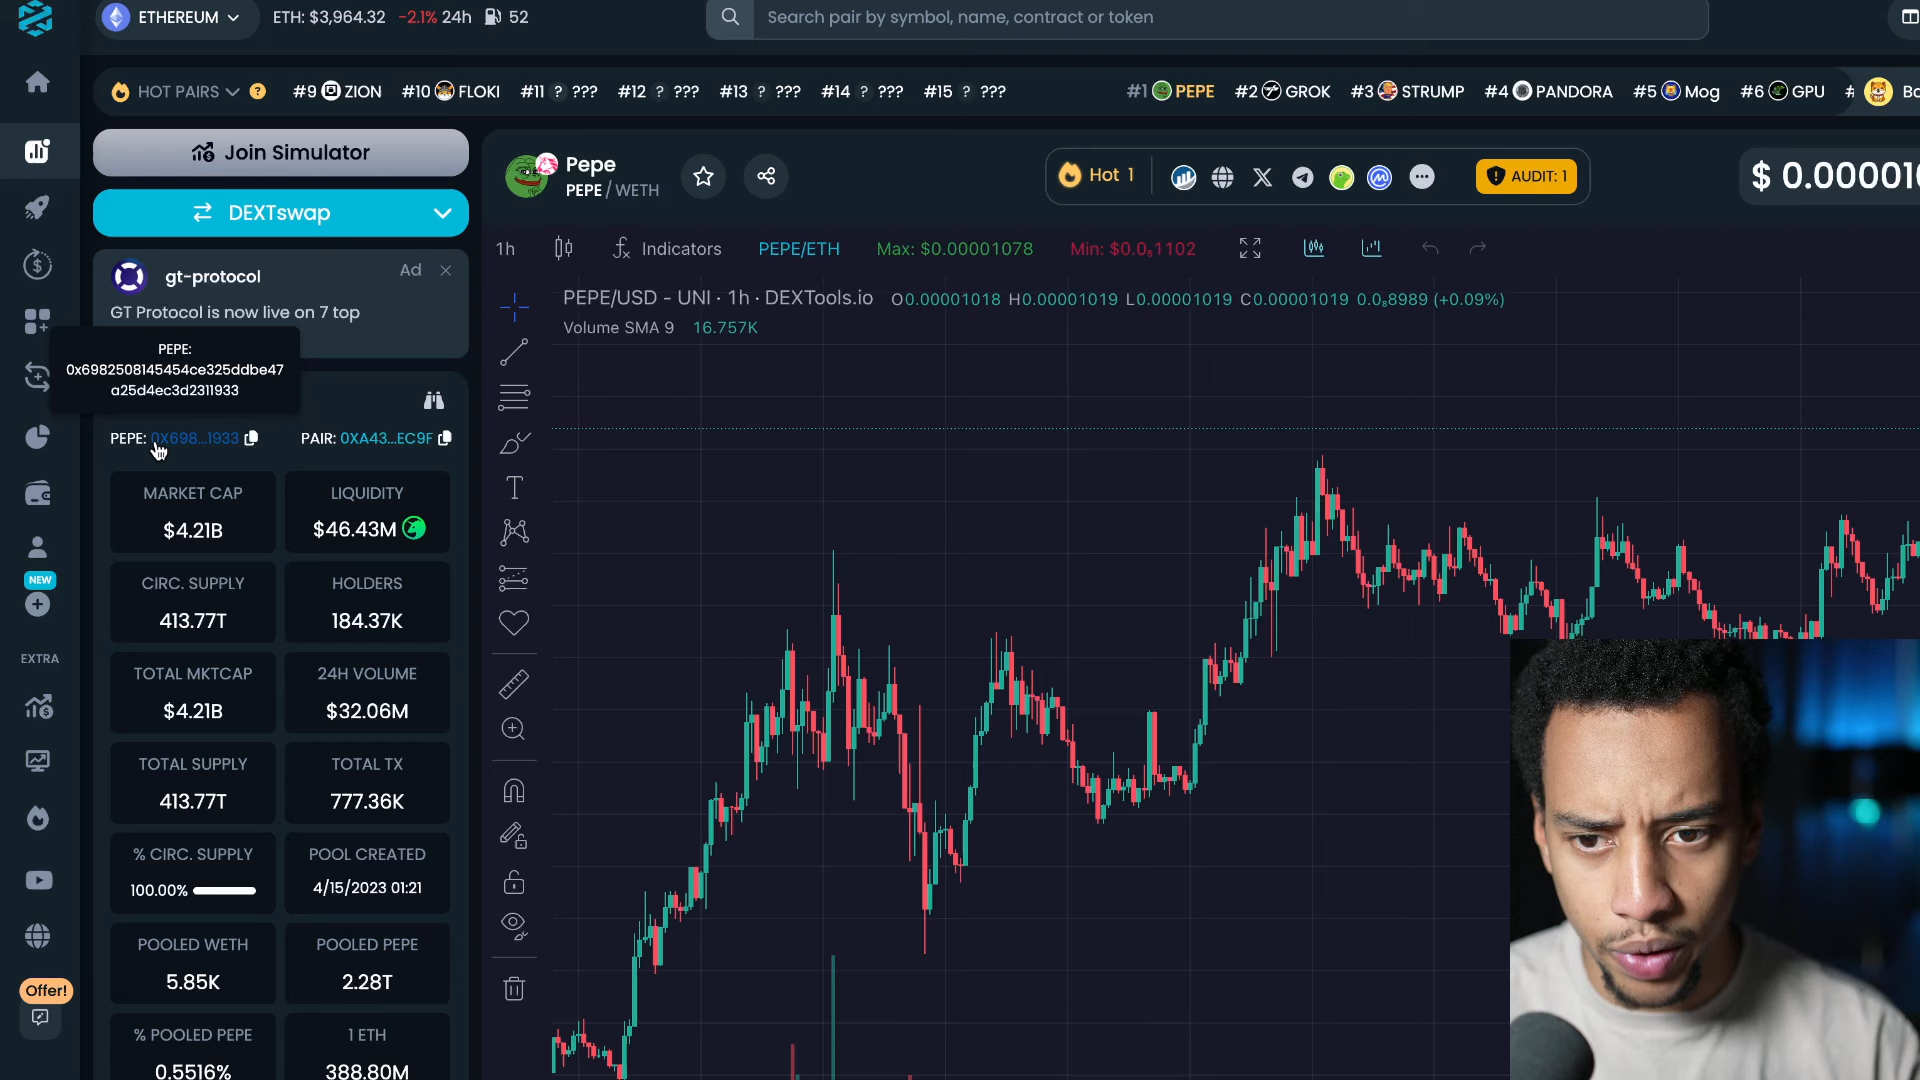 ETHEREUM
ETH: $3,964.32 -2.1% 24h 52
Search pair by symbol, name, contract or token
HOT PAIRS ? #9 ZION #10 FLOKI #11 ? ??? #12 ? ??? #13 ? ??? #14 ? ??? #15 ? ??? #1 PEPE #2 GROK #3 STRUMP #4 PANDORA #5 Mog #6 GPU
Join Simulator
DEXTswap
gt-protocol
Ad
GT Protocol is now live on 7 top
PEPE:
0x6982508145454ce325ddbe47
a25d4ec3d2311933
PEPE: 0X698...1933
PAIR: 0XA43...EC9F
MARKET CAP
$4.21B
LIQUIDITY
$46.43M
CIRC. SUPPLY
413.77T
HOLDERS
184.37K
TOTAL MKTCAP
$4.21B
24H VOLUME
$32.06M
TOTAL SUPPLY
413.77T
TOTAL TX
777.36K
% CIRC. SUPPLY
100.00%
POOL CREATED
4/15/2023 01:21
POOLED WETH
5.85K
POOLED PEPE
2.28T
% POOLED PEPE
0.5516%
1 ETH
388.80M
NEW
EXTRA
Offer!
Pepe
PEPE / WETH
Hot 1
AUDIT: 1
$ 0.000010
1h
Indicators
PEPE/ETH
Max: $0.00001078
Min: $0.0₅1102
PEPE/USD - UNI · 1h · DEXTools.io O0.00001018 H0.00001019 L0.00001019 C0.00001019 0.0₈8989 (+0.09%)
Volume SMA 9 16.757K